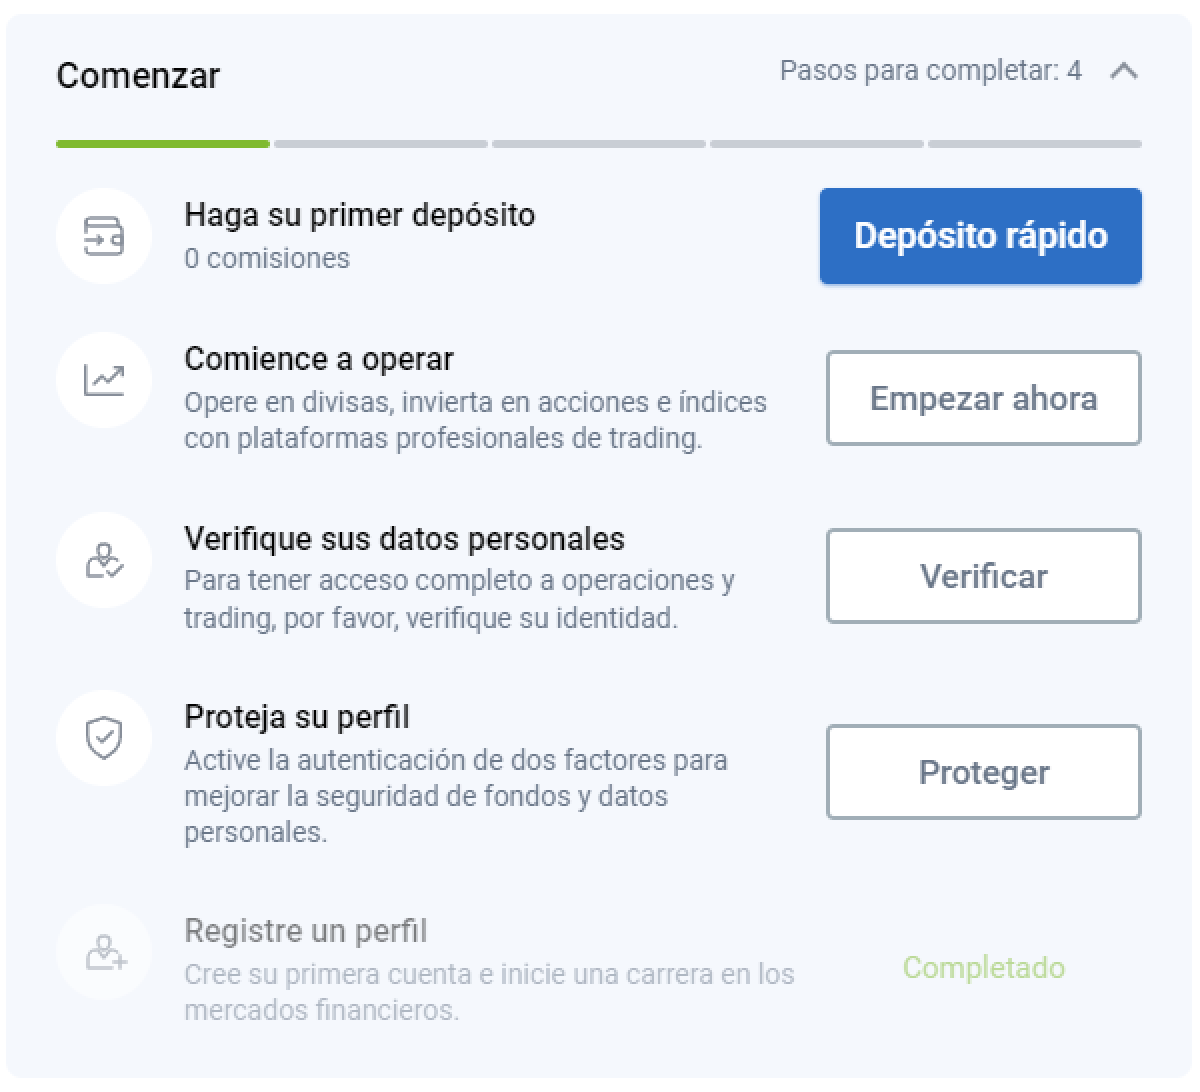 Comenzar
Pasos para completar: 4
Haga su primer depósito
0 comisiones
Depósito rápido
Comience a operar
Opere en divisas, invierta en acciones e índices
con plataformas profesionales de trading.
Empezar ahora
Verifique sus datos personales
Para tener acceso completo a operaciones y
trading, por favor, verifique su identidad.
Verificar
Proteja su perfil
Active la autenticación de dos factores para
mejorar la seguridad de fondos y datos
personales.
Proteger
Registre un perfil
Cree su primera cuenta e inicie una carrera en los
mercados financieros.
Completado